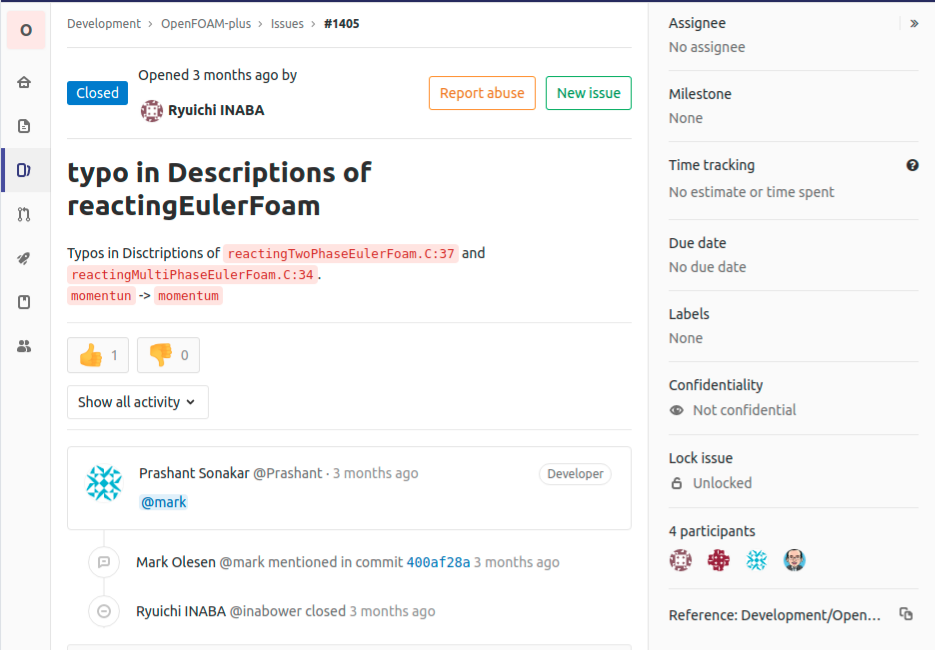 O
Development › OpenFOAM-plus › Issues › #1405
Closed
Opened 3 months ago by
Ryuichi INABA
Report abuse
New issue
typo in Descriptions of
reactingEulerFoam
Typos in Disctriptions of reactingTwoPhaseEulerFoam.C:37 and
reactingMultiPhaseEulerFoam.C:34.
momentun -> momentum
1
0
Show all activity
Prashant Sonakar @Prashant · 3 months ago
Developer
@mark
Mark Olesen @mark mentioned in commit 400af28a 3 months ago
Ryuichi INABA @inabower closed 3 months ago
Assignee
»
No assignee
Milestone
None
Time tracking
?
No estimate or time spent
Due date
No due date
Labels
None
Confidentiality
Not confidential
Lock issue
Unlocked
4 participants
Reference: Development/Open...